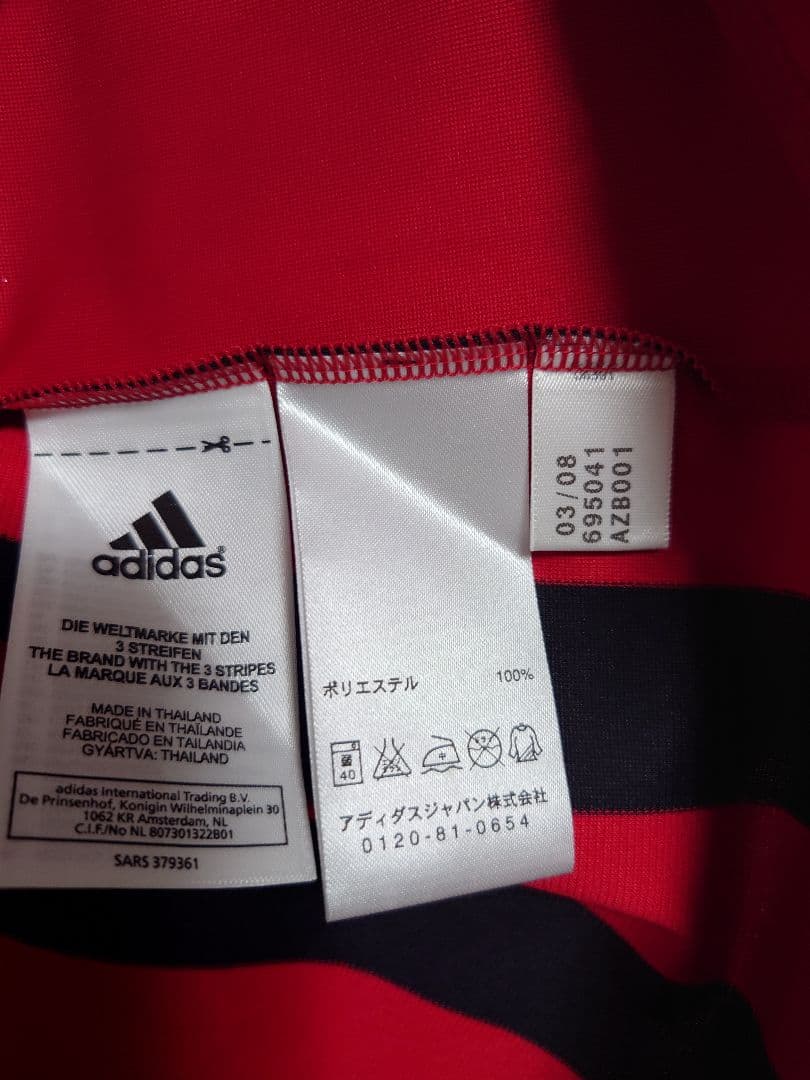 adidas®
DIE WELTMARKE MIT DEN
3 STREIFEN
THE BRAND WITH THE 3 STRIPES
LA MARQUE AUX 3 BANDES
MADE IN THAILAND
FABRIQUÉ EN THAÏLANDE
FABRICADO EN TAILANDIA
GYÁRTVA: THAILAND
adidas International Trading B.V.
De Prinsenhof, Konigin Wilhelminaplein 30
1062 KR Amsterdam, NL
C.I.F./No NL 807301322B01
SARS 379361
ポリエステル 100%
40
アディダスジャパン株式会社
0120-81-0654
03/08
695041
AZB001